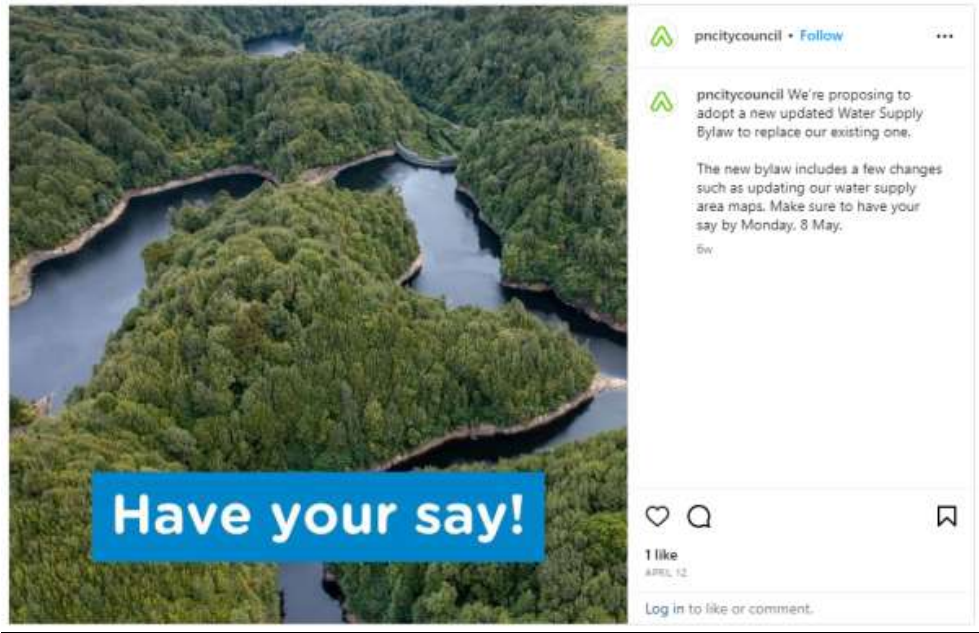 pncitycouncil • Follow
pncitycouncil We're proposing to
adopt a new updated Water Supply
Bylaw to replace our existing one.
The new bylaw includes a few changes
such as updating our water supply
area maps. Make sure to have your
say by Monday. 8 May.
6w
Have your say!
1 like
APRIL 12
Log in to like or comment.